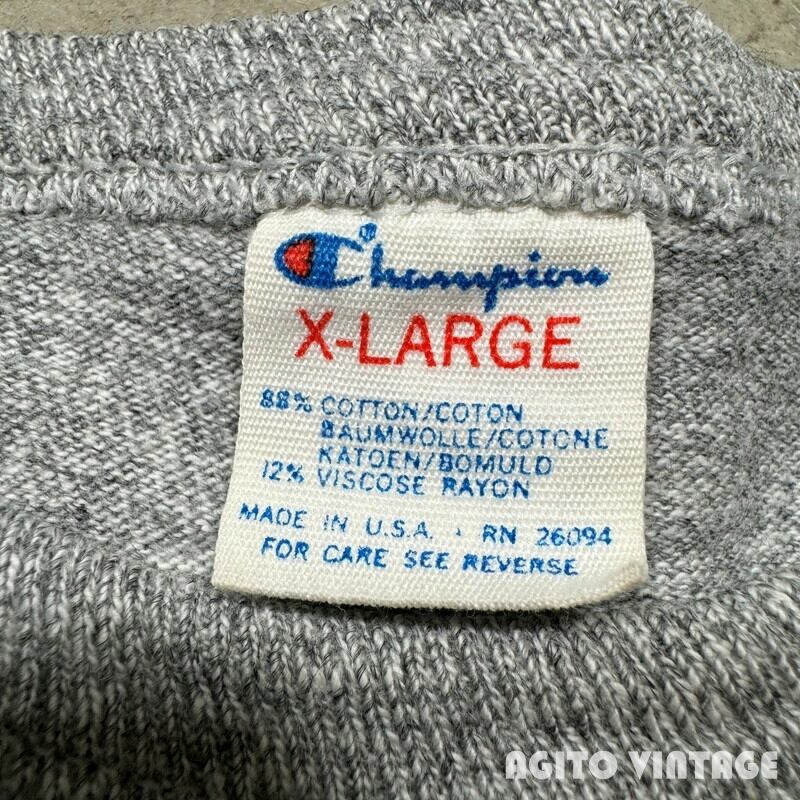 Champion®
X-LARGE
88% COTTON/COTON
BAUMWOLLE/COTONE
KATOEN/BOMULD
12% VISCOSE RAYON
MADE IN U.S.A. · RN 26094
FOR CARE SEE REVERSE
AGITO VINTAGE